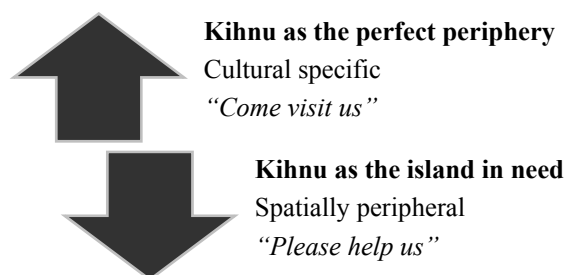 Kihnu as the perfect periphery
Cultural specific
“Come visit us”
Kihnu as the island in need
Spatially peripheral
“Please help us”